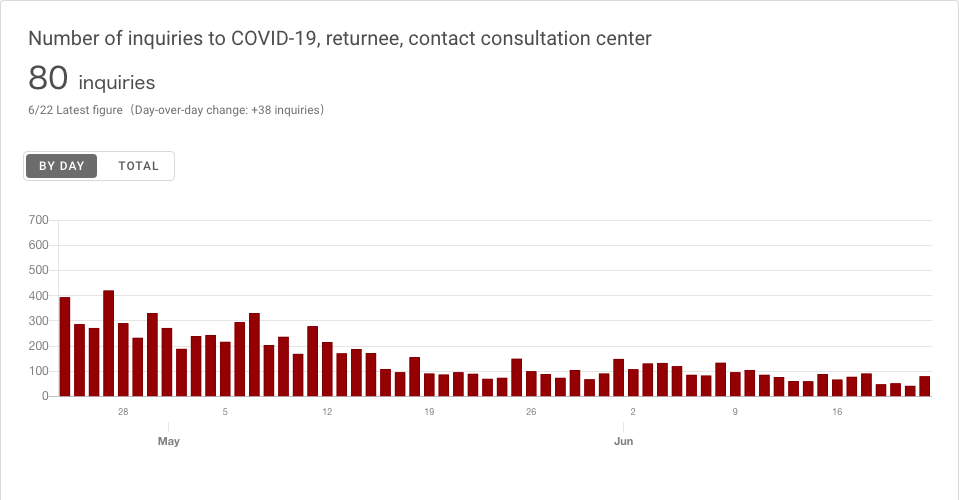 Number of inquiries to COVID-19, returnee, contact consultation center
80 inquiries
6/22 Latest figure（Day-over-day change: +38 inquiries）
BY DAY TOTAL
700
600
500
400
300
200
100
0
28 5 12 19 26 2 9 16
May Jun